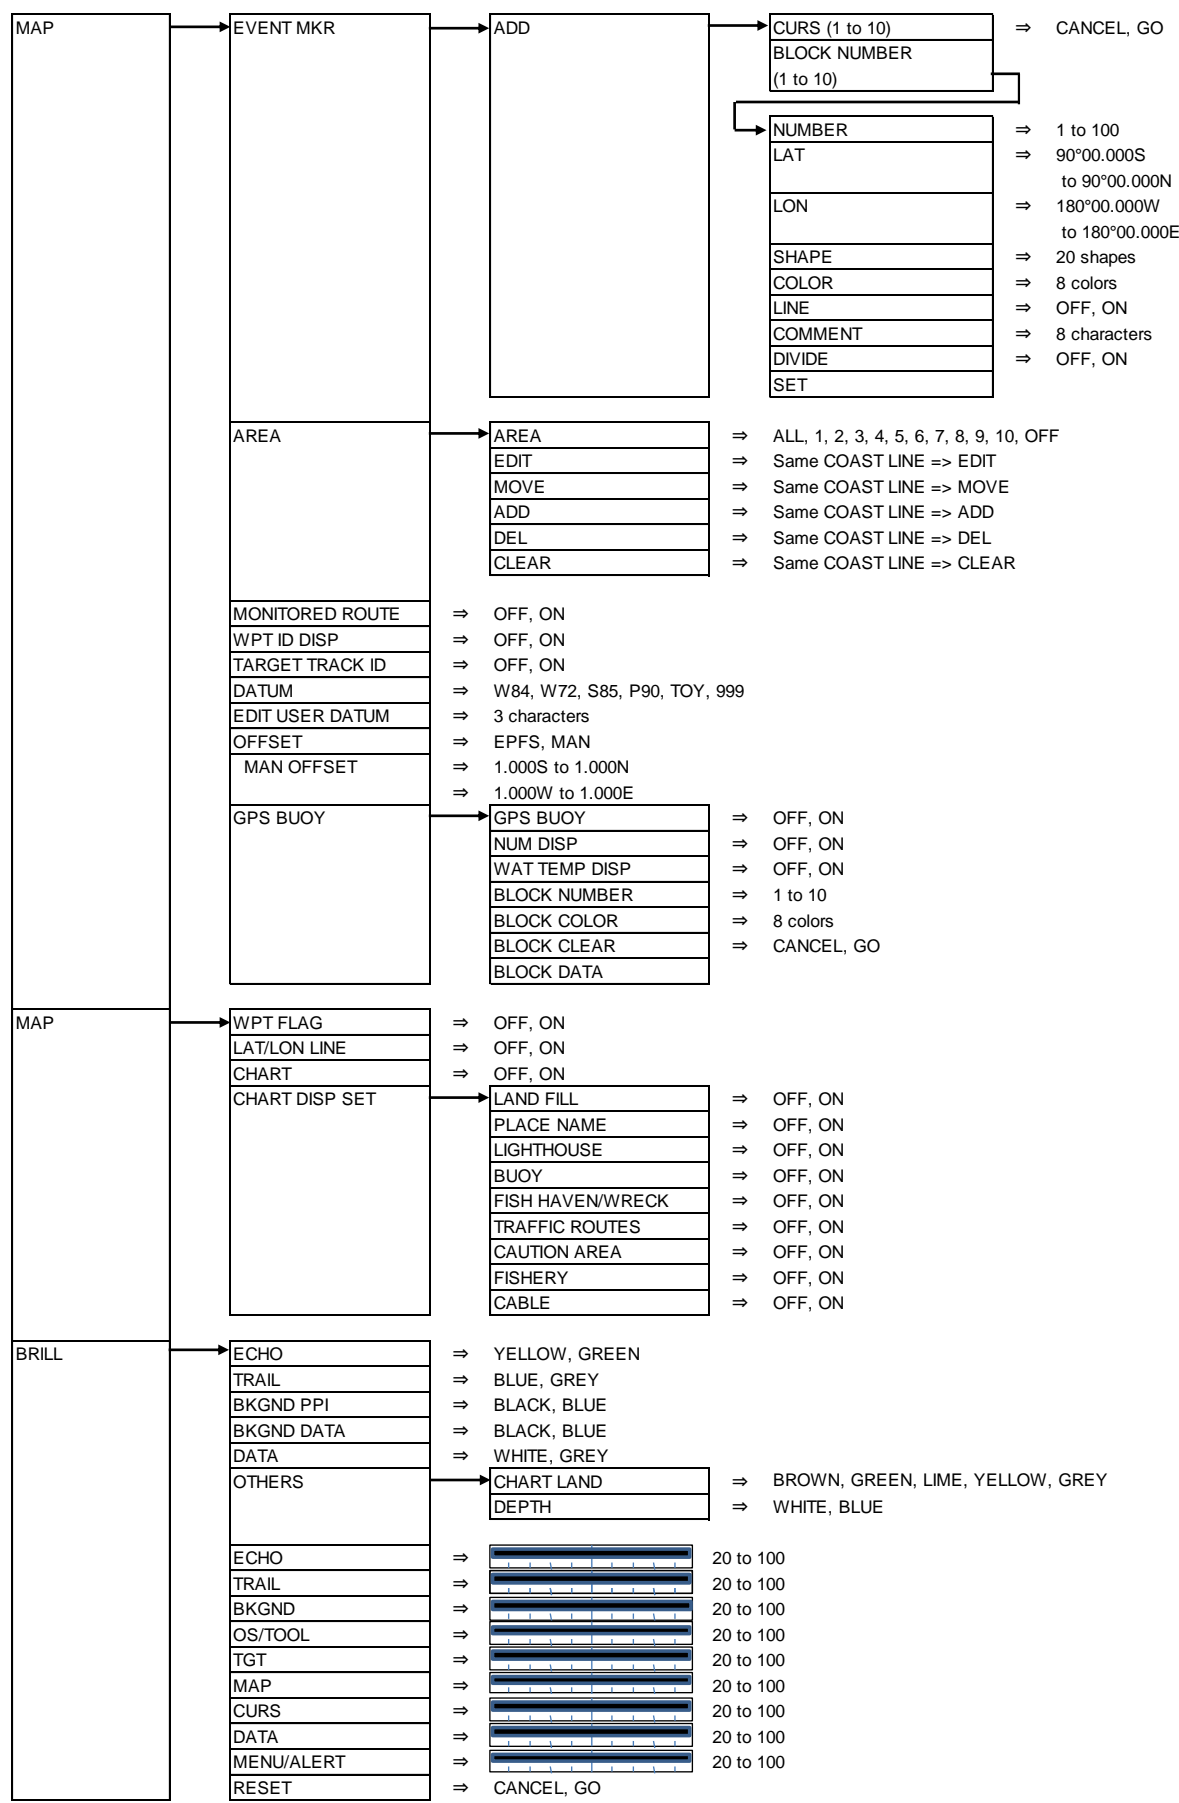 MAP EVENT MKR ADD CURS (1 to 10) ⇒ CANCEL, GO
BLOCK NUMBER
(1 to 10)
NUMBER ⇒ 1 to 100
LAT ⇒ 90°00.000S
to 90°00.000N
LON ⇒ 180°00.000W
to 180°00.000E
SHAPE ⇒ 20 shapes
COLOR ⇒ 8 colors
LINE ⇒ OFF, ON
COMMENT ⇒ 8 characters
DIVIDE ⇒ OFF, ON
SET
AREA AREA ⇒ ALL, 1, 2, 3, 4, 5, 6, 7, 8, 9, 10, OFF
EDIT ⇒ Same COAST LINE => EDIT
MOVE ⇒ Same COAST LINE => MOVE
ADD ⇒ Same COAST LINE => ADD
DEL ⇒ Same COAST LINE => DEL
CLEAR ⇒ Same COAST LINE => CLEAR
MONITORED ROUTE ⇒ OFF, ON
WPT ID DISP ⇒ OFF, ON
TARGET TRACK ID ⇒ OFF, ON
DATUM ⇒ W84, W72, S85, P90, TOY, 999
EDIT USER DATUM ⇒ 3 characters
OFFSET ⇒ EPFS, MAN
MAN OFFSET ⇒ 1.000S to 1.000N
⇒ 1.000W to 1.000E
GPS BUOY GPS BUOY ⇒ OFF, ON
NUM DISP ⇒ OFF, ON
WAT TEMP DISP ⇒ OFF, ON
BLOCK NUMBER ⇒ 1 to 10
BLOCK COLOR ⇒ 8 colors
BLOCK CLEAR ⇒ CANCEL, GO
BLOCK DATA
MAP WPT FLAG ⇒ OFF, ON
LAT/LON LINE ⇒ OFF, ON
CHART ⇒ OFF, ON
CHART DISP SET LAND FILL ⇒ OFF, ON
PLACE NAME ⇒ OFF, ON
LIGHTHOUSE ⇒ OFF, ON
BUOY ⇒ OFF, ON
FISH HAVEN/WRECK ⇒ OFF, ON
TRAFFIC ROUTES ⇒ OFF, ON
CAUTION AREA ⇒ OFF, ON
FISHERY ⇒ OFF, ON
CABLE ⇒ OFF, ON
BRILL ECHO ⇒ YELLOW, GREEN
TRAIL ⇒ BLUE, GREY
BKGND PPI ⇒ BLACK, BLUE
BKGND DATA ⇒ BLACK, BLUE
DATA ⇒ WHITE, GREY
OTHERS CHART LAND ⇒ BROWN, GREEN, LIME, YELLOW, GREY
DEPTH ⇒ WHITE, BLUE
ECHO ⇒ 20 to 100
TRAIL ⇒ 20 to 100
BKGND ⇒ 20 to 100
OS/TOOL ⇒ 20 to 100
TGT ⇒ 20 to 100
MAP ⇒ 20 to 100
CURS ⇒ 20 to 100
DATA ⇒ 20 to 100
MENU/ALERT ⇒ 20 to 100
RESET ⇒ CANCEL, GO